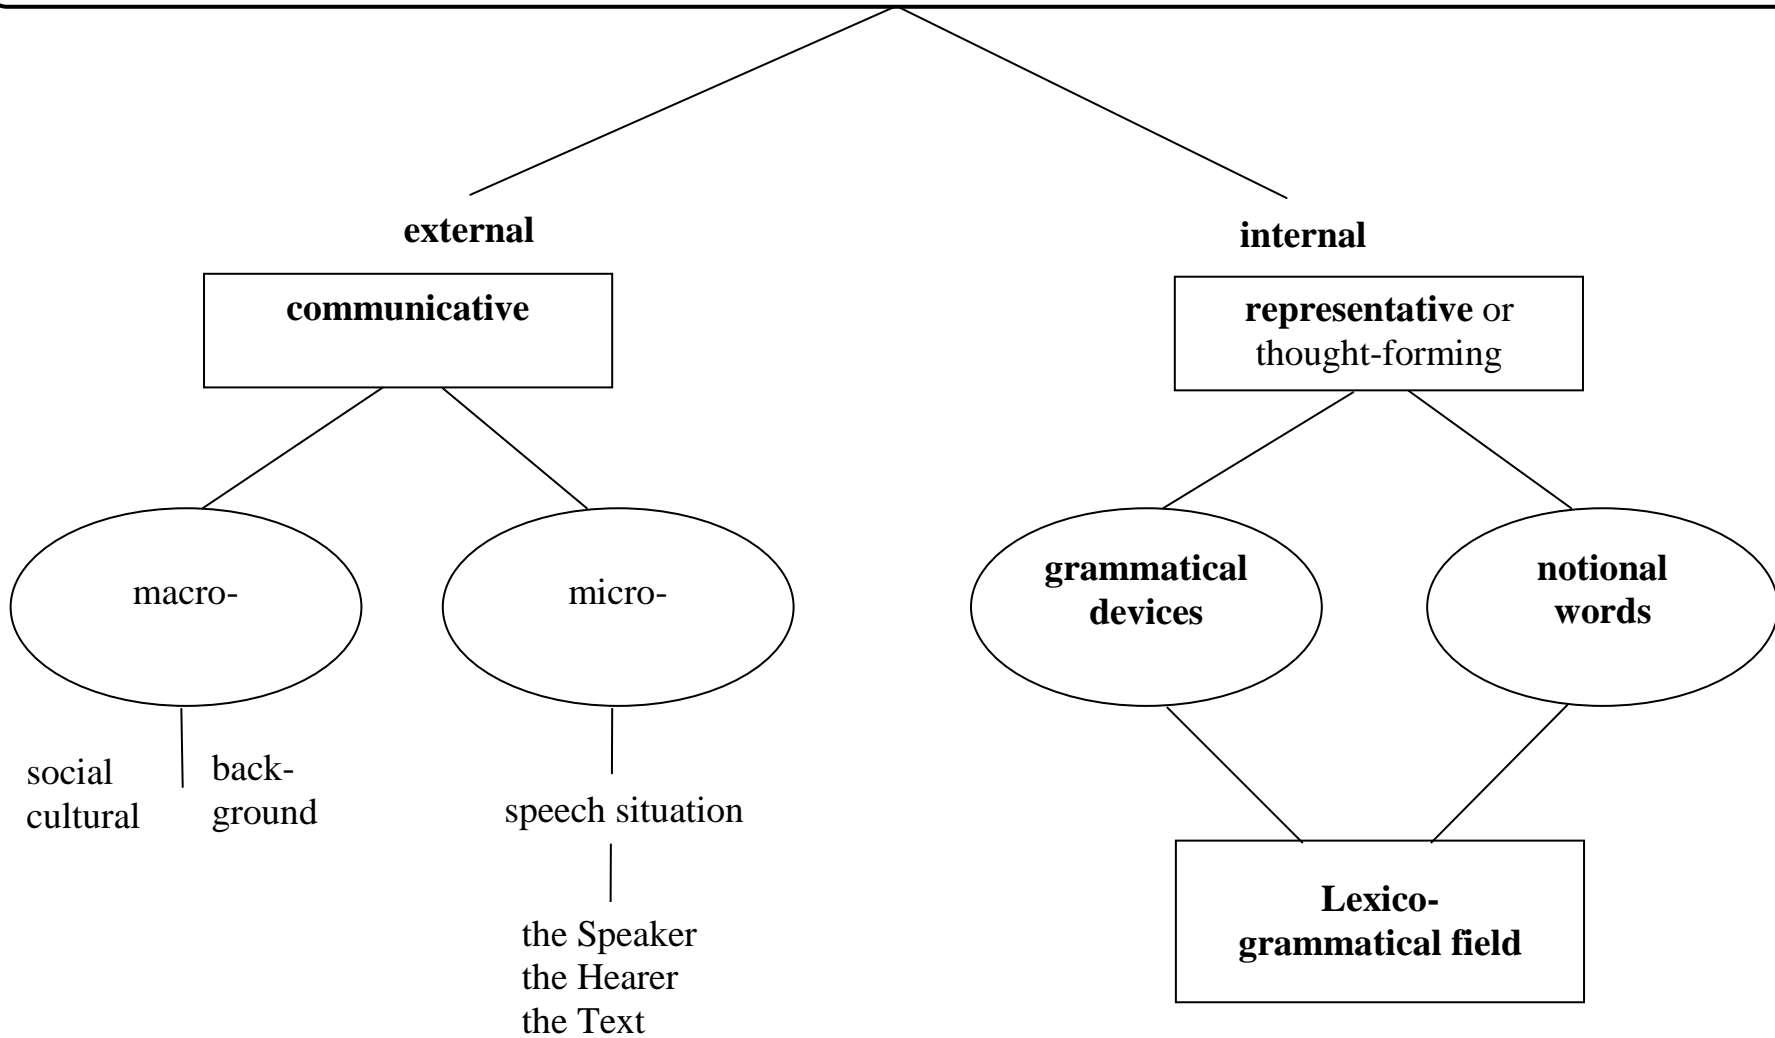 external
internal
communicative
representative or
thought-forming
macro-
micro-
grammatical
devices
notional
words
social
cultural
back-
ground
speech situation
the Speaker
the Hearer
the Text
Lexico-
grammatical field